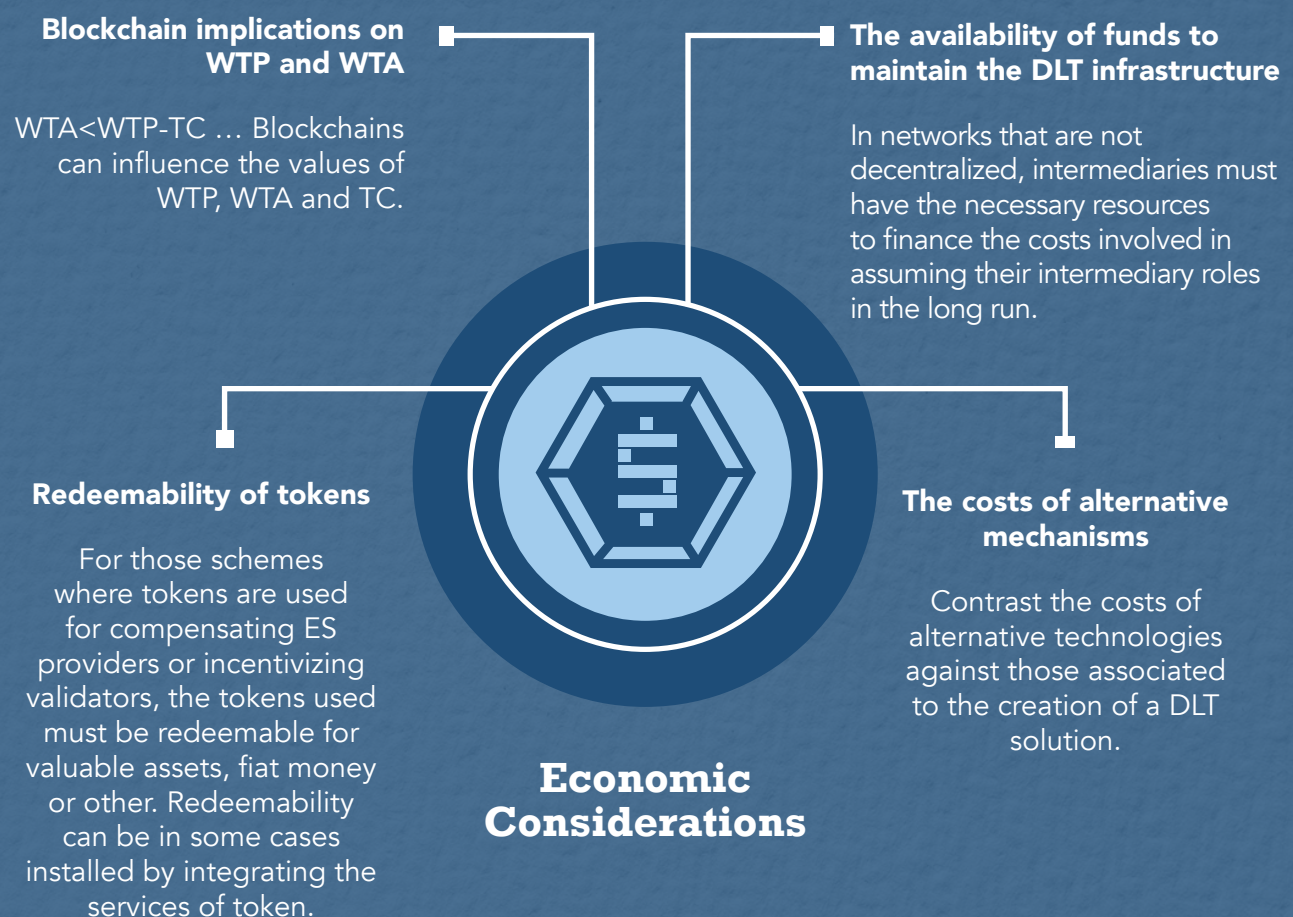 Blockchain implications on
WTP and WTA
WTA<WTP-TC … Blockchains
can influence the values of
WTP, WTA and TC.
The availability of funds to
maintain the DLT infrastructure
In networks that are not
decentralized, intermediaries must
have the necessary resources
to finance the costs involved in
assuming their intermediary roles
in the long run.
Redeemability of tokens
For those schemes
where tokens are used
for compensating ES
providers or incentivizing
validators, the tokens used
must be redeemable for
valuable assets, fiat money
or other. Redeemability
can be in some cases
installed by integrating the
services of token.
The costs of alternative
mechanisms
Contrast the costs of
alternative technologies
against those associated
to the creation of a DLT
solution.
Economic
Considerations